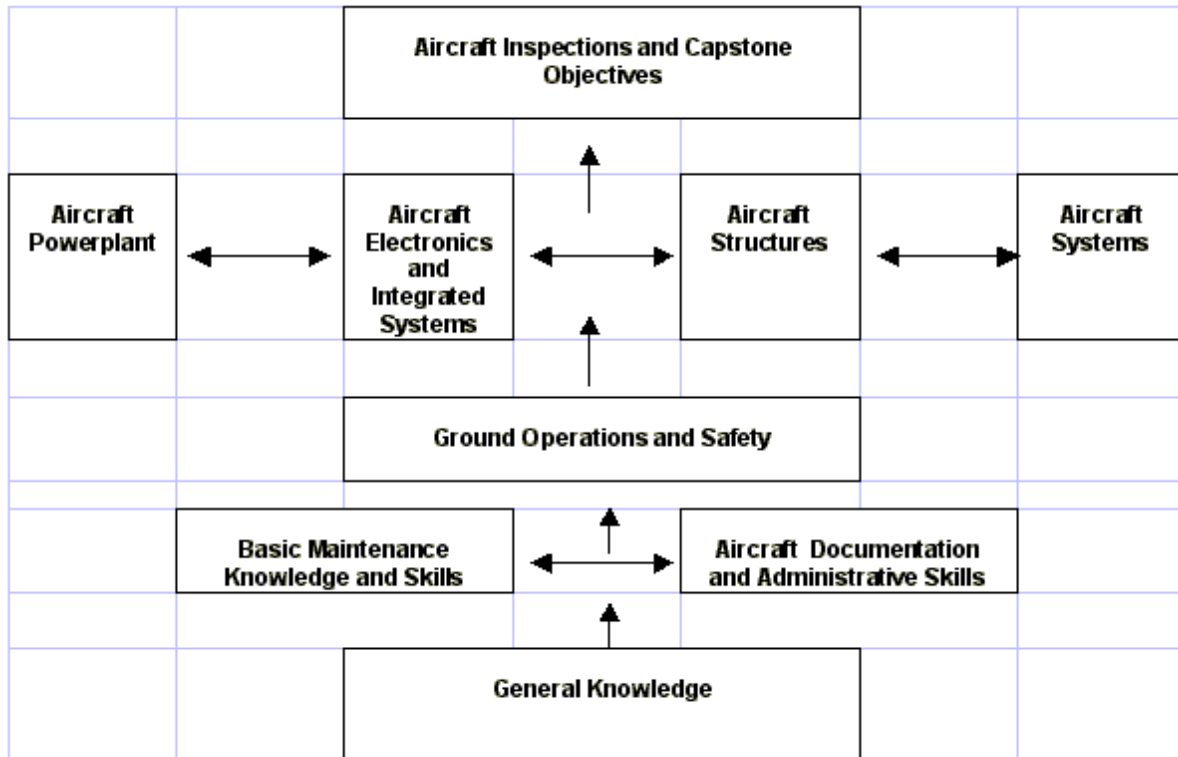 Aircraft Inspections and Capstone
Objectives
Aircraft
Powerplant
Aircraft
Electronics
and
Integrated
Systems
Aircraft
Structures
Aircraft
Systems
Ground Operations and Safety
Basic Maintenance
Knowledge and Skills
Aircraft  Documentation
and Administrative Skills
General Knowledge